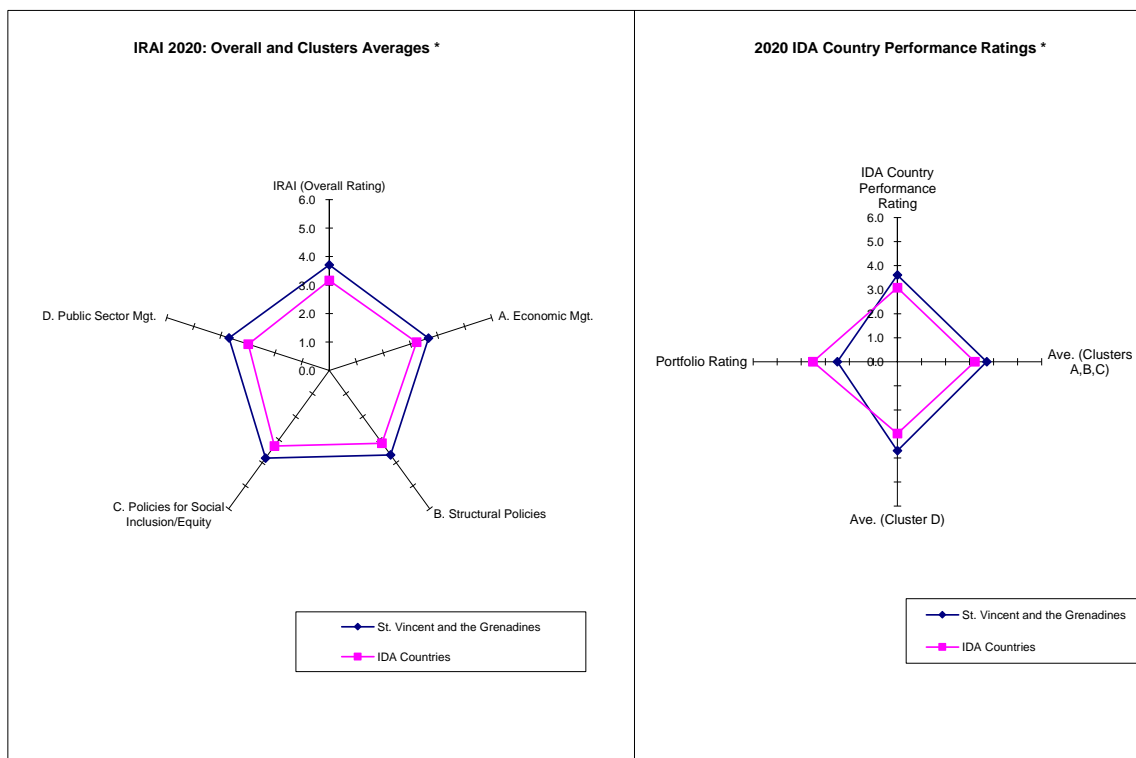 IRAI 2020: Overall and Clusters Averages *
IRAI (Overall Rating)
6.0
5.0
4.0
3.0
2.0
1.0
0.0
A. Economic Mgt.
B. Structural Policies
C. Policies for Social
Inclusion/Equity
D. Public Sector Mgt.
St. Vincent and the Grenadines
IDA Countries
2020 IDA Country Performance Ratings *
IDA Country
Performance
Rating
6.0
5.0
4.0
3.0
2.0
1.0
0.0
Ave. (Clusters
A,B,C)
Ave. (Cluster D)
Portfolio Rating
St. Vincent and the Grenadines
IDA Countries